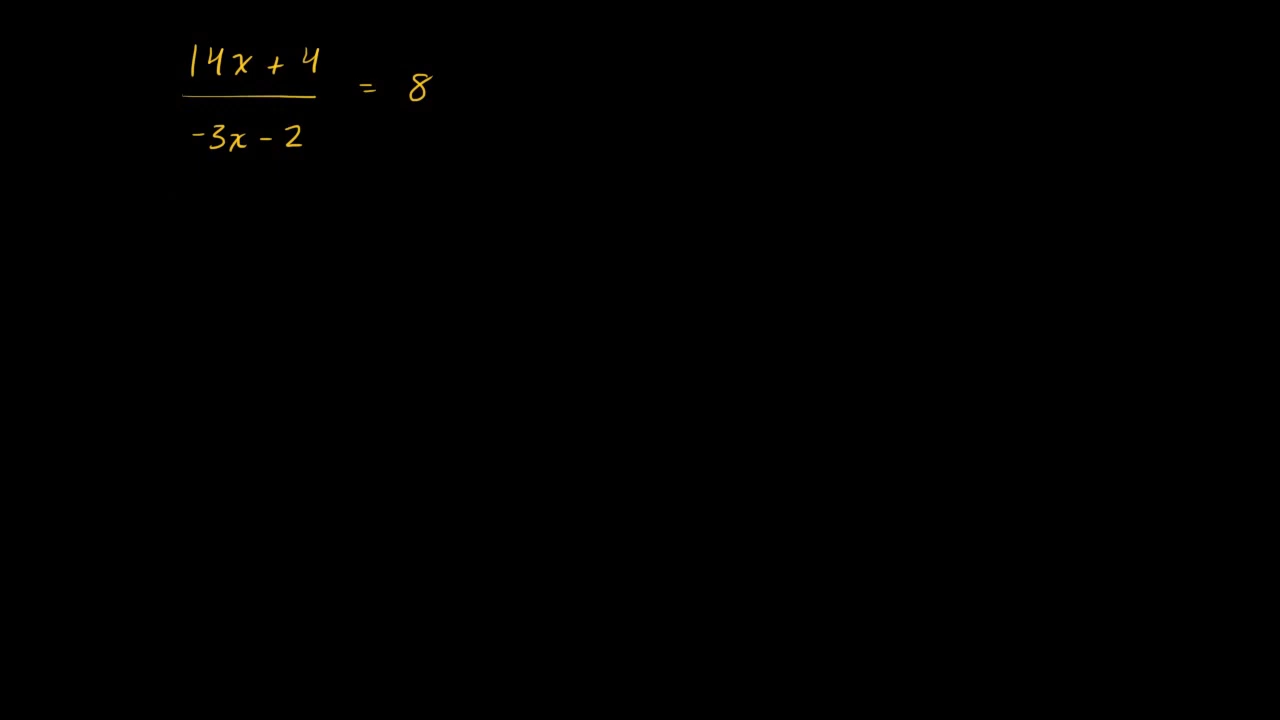 14x + 4
= 8
-3x - 2